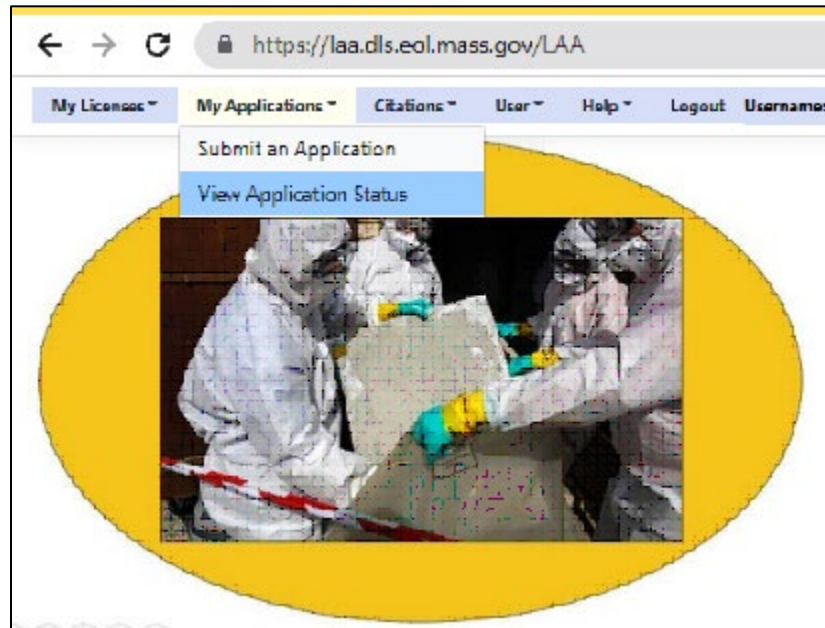 https://laa.dls.eol.mass.gov/LAA
My Licenses My Applications Citations User Help Logout Usernames
Submit an Application
View Application Status